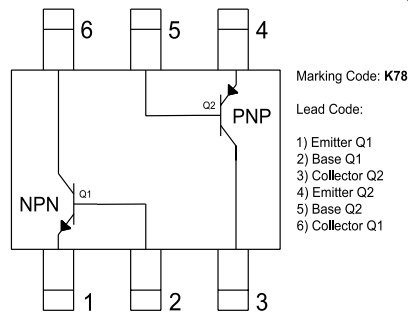 6 5 4
Marking Code: K78
Q2 PNP
Lead Code:
1) Emitter Q1
2) Base Q1
3) Collector Q2
4) Emitter Q2
5) Base Q2
6) Collector Q1
NPN Q1
1 2 3